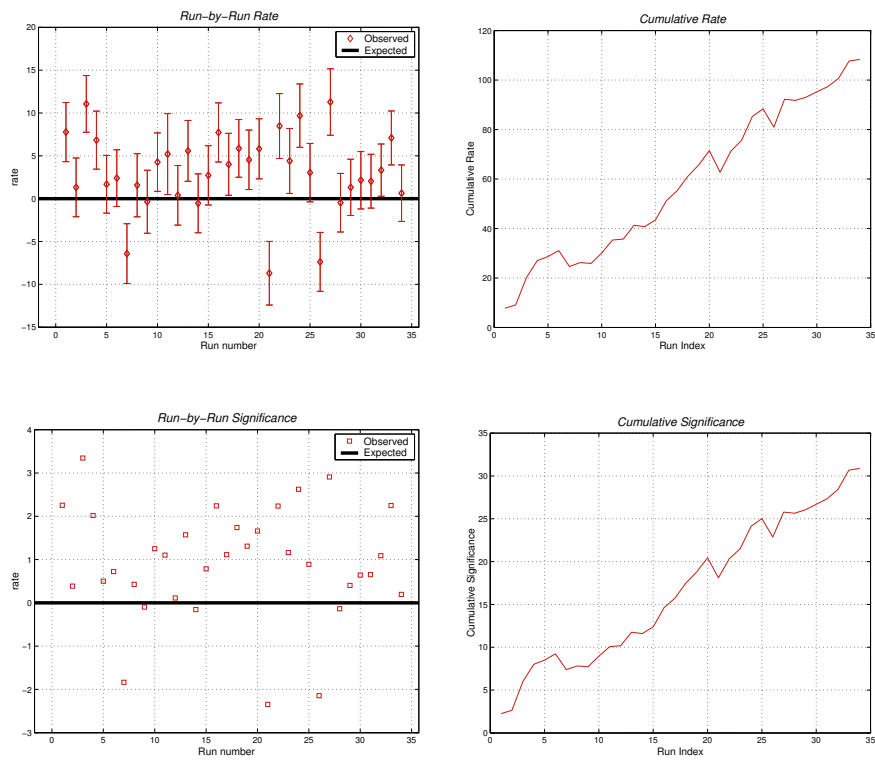 Run−by−Run Rate
20
15
10
5
0
−5
−10
−15
rate
0 5 10 15 20 25 30 35
Run number
Observed
Expected
Cumulative Rate
120
100
80
60
40
20
0
Cumulative Rate
0 5 10 15 20 25 30 35
Run Index
Run−by−Run Significance
4
3
2
1
0
−1
−2
−3
rate
0 5 10 15 20 25 30 35
Run number
Observed
Expected
Cumulative Significance
35
30
25
20
15
10
5
0
Cumulative Significance
0 5 10 15 20 25 30 35
Run Index